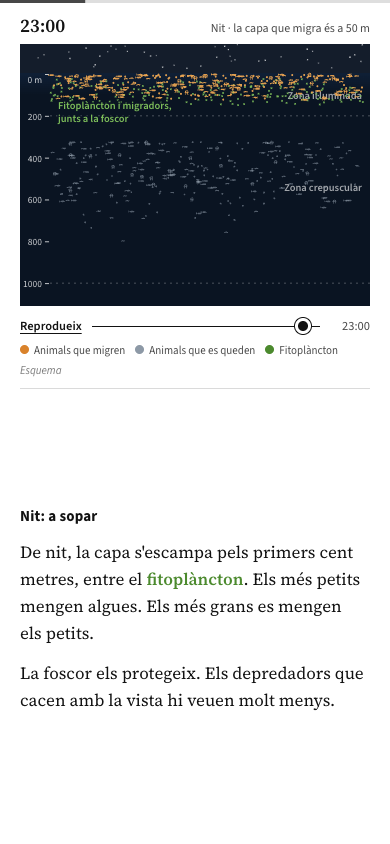 23:00
Nit · la capa que migra és a 50 m
0 m
Zona il·luminada
Fitoplàncton i migradors,
junts a la foscor
200
400
Zona crepuscular
600
800
1000
Reprodueix
23:00
Animals que migren
Animals que es queden
Fitoplàncton
Esquema
Nit: a sopar
De nit, la capa s'escampa pels primers cent
metres, entre el fitoplàncton. Els més petits
mengen algues. Els més grans es mengen
els petits.
La foscor els protegeix. Els depredadors que
cacen amb la vista hi veuen molt menys.